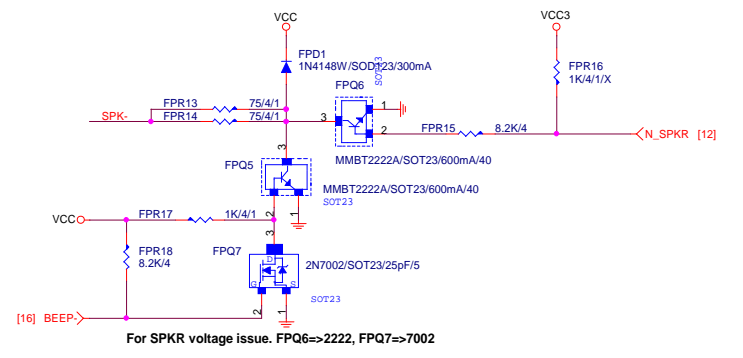 VCC
VCC3
FPD1
1N4148W/SOD123/300mA
SOT23
FPQ6
FPR16
1K/4/1/X
FPR13
75/4/1
1
SPK-
FPR14
75/4/1
3
2
FPR15
8.2K/4
N_SPKR [12]
3
MMBT2222A/SOT23/600mA/40
FPQ5
MMBT2222A/SOT23/600mA/40
SOT23
2
1
VCC
FPR17
1K/4/1
3
FPR18
8.2K/4
FPQ7
D
2N7002/SOT23/25pF/5
G
S
SOT23
2
1
[16] BEEP-
For SPKR voltage issue. FPQ6=>2222, FPQ7=>7002